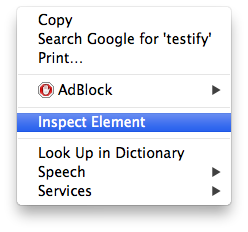 Copy
Search Google for 'testify'
Print...
AdBlock
Inspect Element
Look Up in Dictionary
Speech
Services